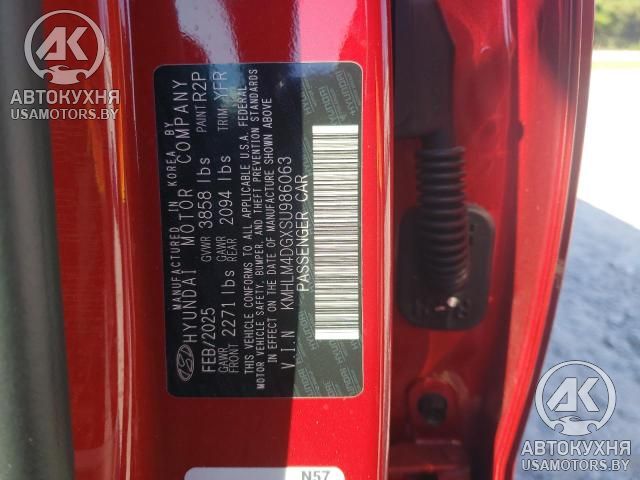 MANUFACTURED IN KOREA BY
HYUNDAI MOTOR COMPANY
FEB/2025 GVWR 3858 lbs PAINT: R2P
GAWR FRONT 2271 lbs GAWR REAR 2094 lbs TRIM: YFR
THIS VEHICLE CONFORMS TO ALL APPLICABLE U.S.A. FEDERAL
MOTOR VEHICLE SAFETY, BUMPER, AND THEFT PREVENTION STANDARDS
IN EFFECT ON THE DATE OF MANUFACTURE SHOWN ABOVE
V.I.N KMHLM4DGXSU986063
PASSENGER CAR
HYUNDAI
N57
АК
АВТОКУХНЯ
USAMOTORS.BY
АК
АВТОКУХНЯ
USAMOTORS.BY